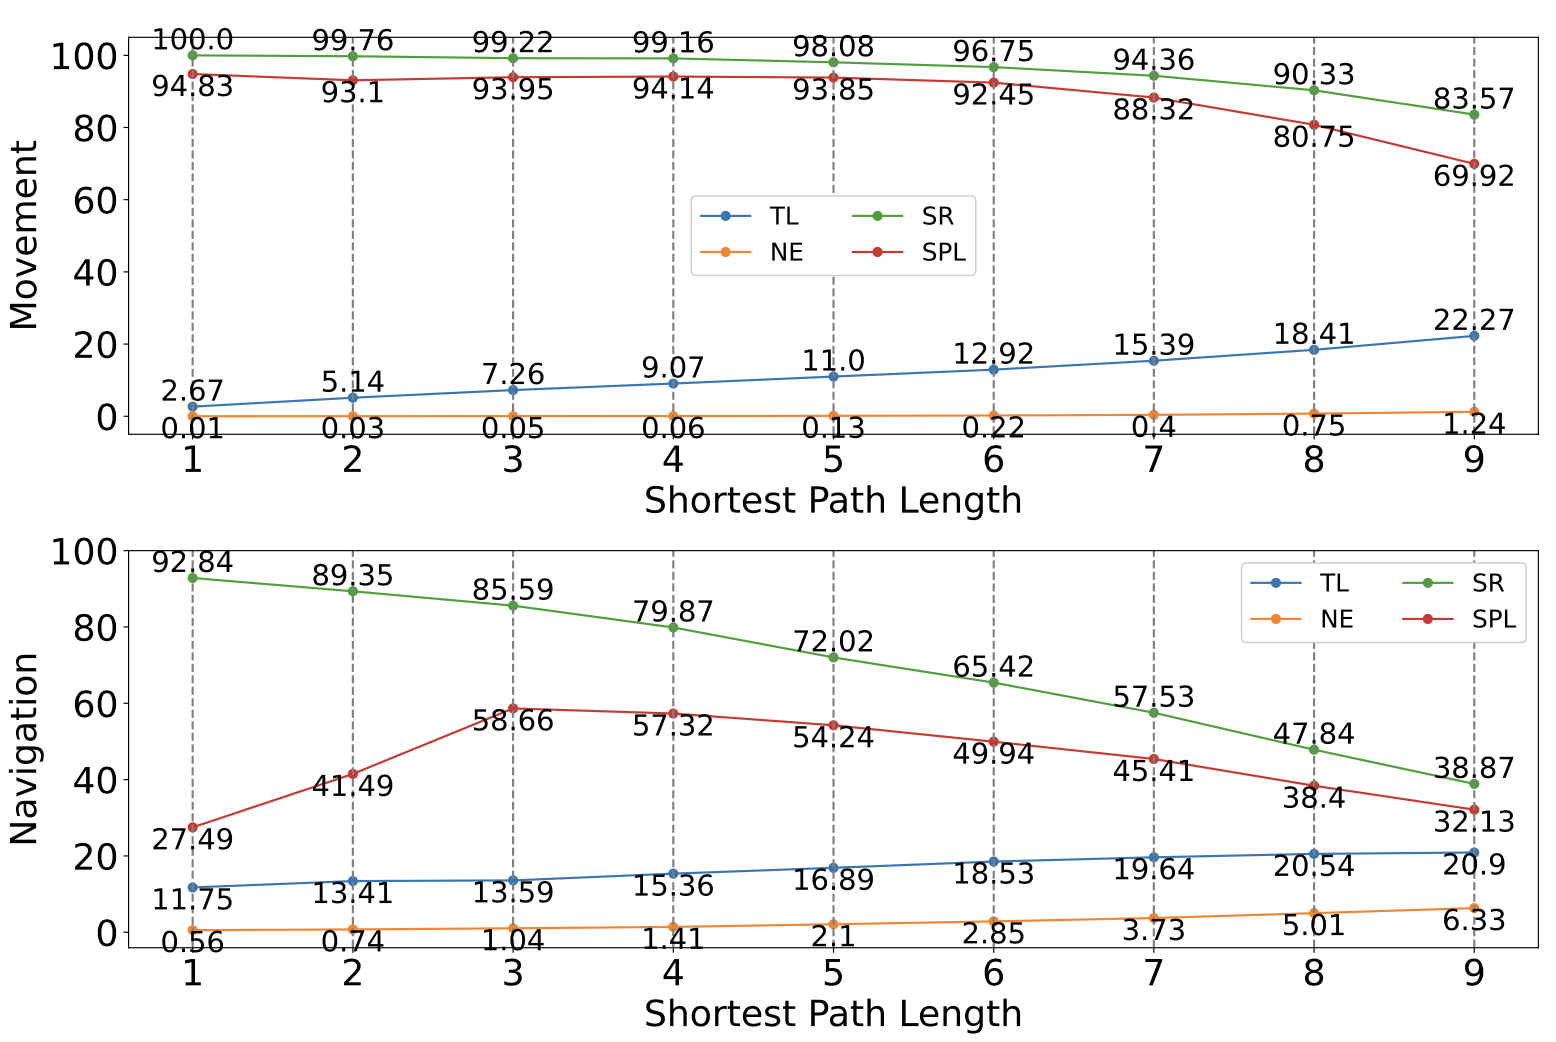 100.0 99.76 99.22 99.16 98.08 96.75 94.36 90.33 83.57
94.83 93.1 93.95 94.14 93.85 92.45 88.32 80.75 69.92
100
80
60
40
20
0
Movement
TL SR
NE SPL
2.67 5.14 7.26 9.07 11.0 12.92 15.39 18.41 22.27
0.01 0.03 0.05 0.06 0.13 0.22 0.4 0.75 1.24
1 2 3 4 5 6 7 8 9
Shortest Path Length
100
80
60
40
20
0
Navigation
TL SR
NE SPL
92.84 89.35 85.59 79.87 72.02 65.42 57.53 47.84 38.87
27.49 41.49 58.66 57.32 54.24 49.94 45.41 38.4 32.13
11.75 13.41 13.59 15.36 16.89 18.53 19.64 20.54 20.9
0.56 0.74 1.04 1.41 2.1 2.85 3.73 5.01 6.33
1 2 3 4 5 6 7 8 9
Shortest Path Length